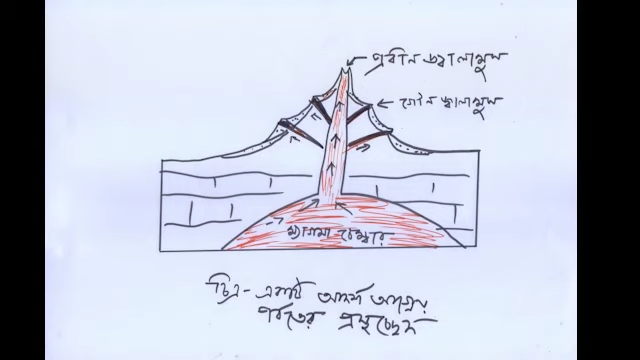 প্রধান জ্বালামুখ
গৌন জ্বালামুখ
ম্যাগমা চেম্বার
চিত্র - একটি আদর্শ আগ্নেয়
পর্বতের প্রস্থচ্ছেদ